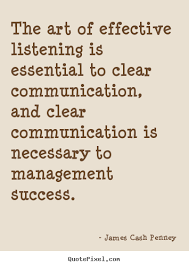 The art of effective
listening is
essential to clear
communication,
and clear
communication is
necessary to
management
success.
- James Cash Penney
QuotePixel.com